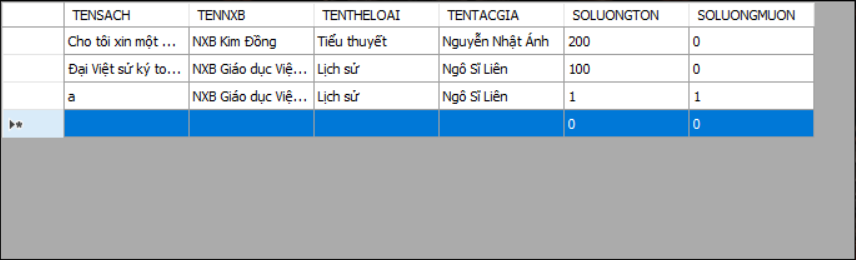 TENSACH TENNXB TENTHELOAI TENTACGIA SOLUONGTON SOLUONGMUON
Cho tôi xin một ... NXB Kim Đồng Tiểu thuyết Nguyễn Nhật Ánh 200 0
Đại Việt sử ký to... NXB Giáo dục Việ... Lịch sử Ngô Sĩ Liên 100 0
a NXB Giáo dục Việ... Lịch sử Ngô Sĩ Liên 1 1
0 0